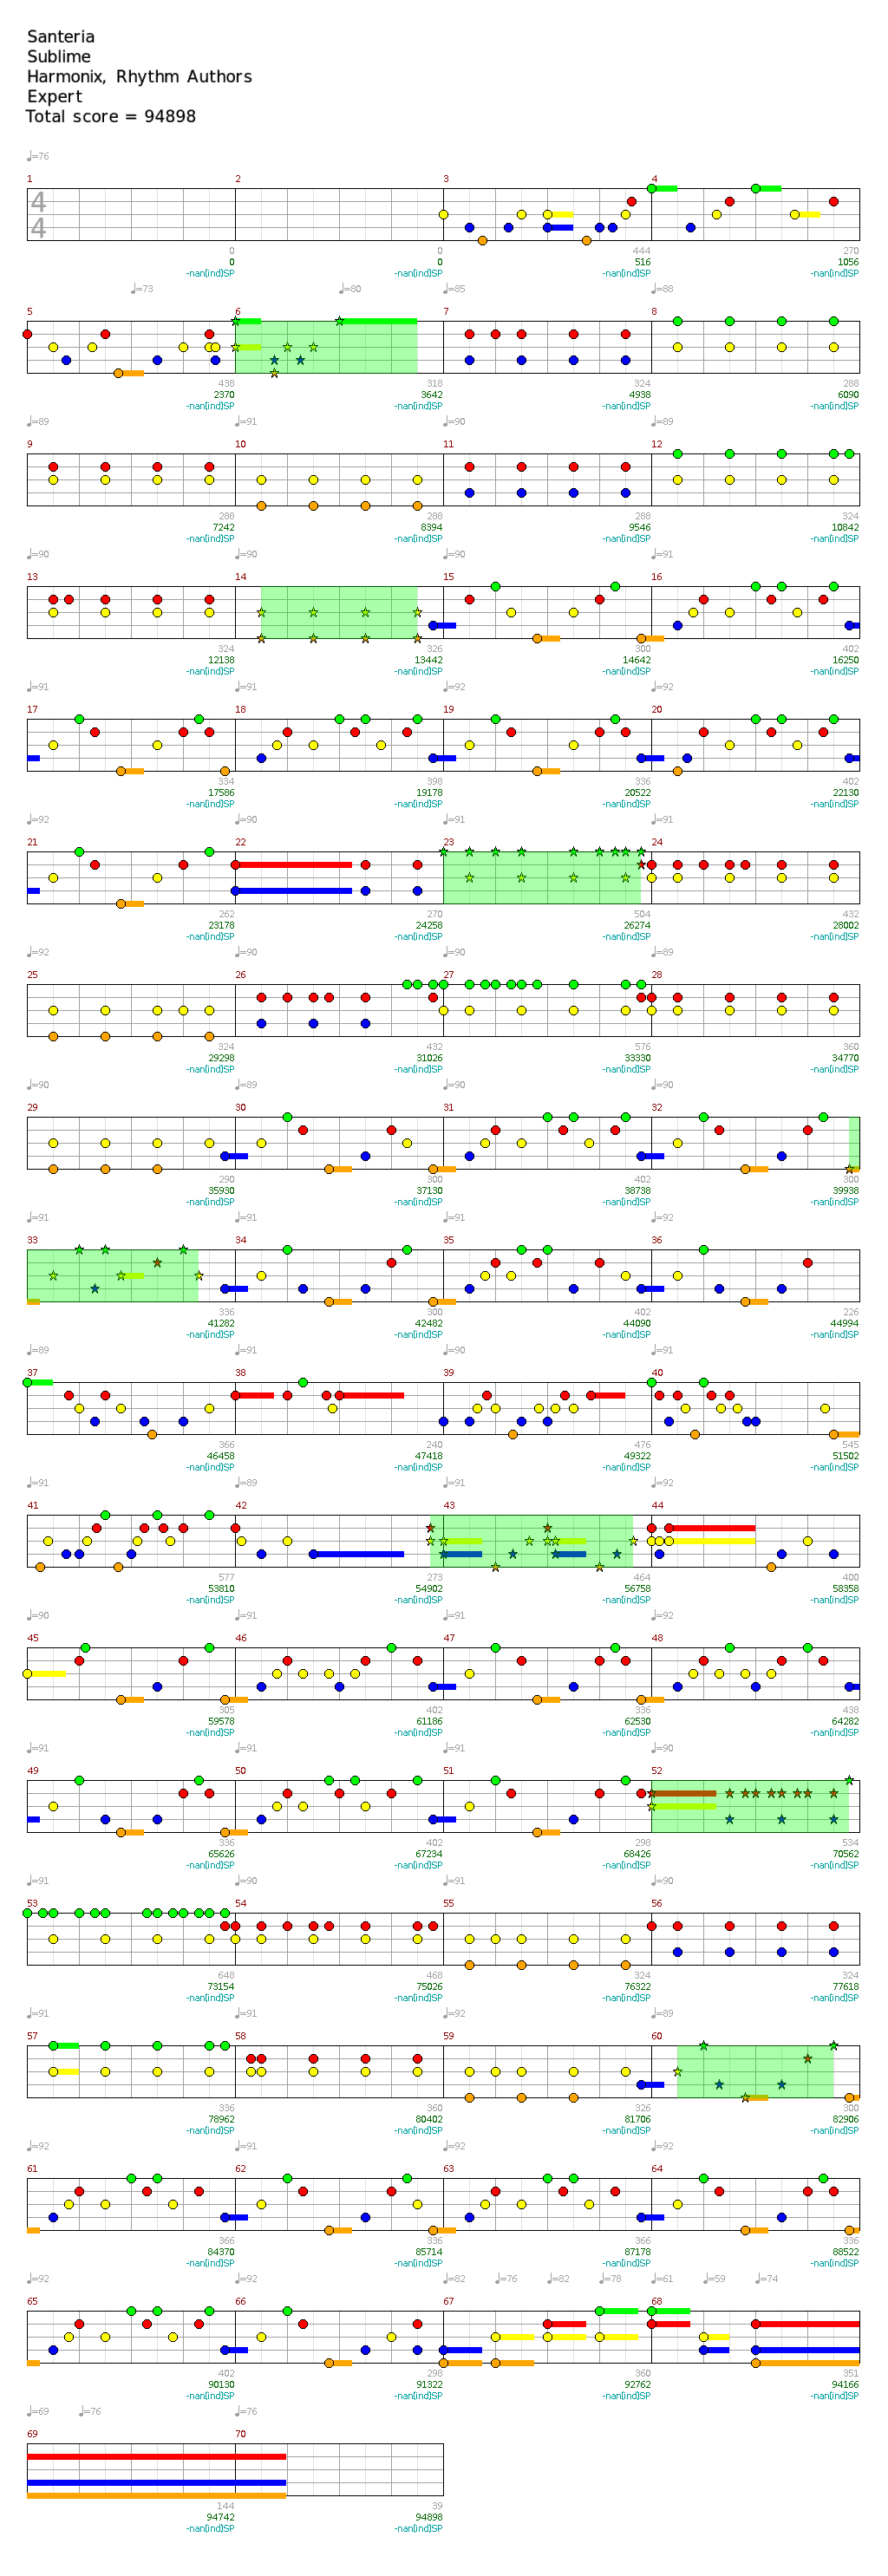 Santeria
Sublime
Harmonix, Rhythm Authors
Expert
Total score = 94898
♩=76
1 2 3 4
4
4
0 0 444 270
0 0 516 1056
-nan(ind)SP -nan(ind)SP -nan(ind)SP -nan(ind)SP
♩=73 ♩=80 ♩=85 ♩=88
5 6 7 8
438 318 324 288
2370 3642 4938 6090
-nan(ind)SP -nan(ind)SP -nan(ind)SP -nan(ind)SP
♩=89 ♩=91 ♩=90 ♩=89
9 10 11 12
288 288 288 324
7242 8394 9546 10842
-nan(ind)SP -nan(ind)SP -nan(ind)SP -nan(ind)SP
♩=90 ♩=90 ♩=90 ♩=91
13 14 15 16
324 326 300 402
12138 13442 14642 16250
-nan(ind)SP -nan(ind)SP -nan(ind)SP -nan(ind)SP
♩=91 ♩=91 ♩=92 ♩=92
17 18 19 20
334 398 336 402
17586 19178 20522 22130
-nan(ind)SP -nan(ind)SP -nan(ind)SP -nan(ind)SP
♩=92 ♩=90 ♩=90 ♩=91
21 22 23 24
262 270 504 432
23178 24258 26274 28002
-nan(ind)SP -nan(ind)SP -nan(ind)SP -nan(ind)SP
♩=92 ♩=90 ♩=90 ♩=89
25 26 27 28
324 432 576 360
29298 31026 33330 34770
-nan(ind)SP -nan(ind)SP -nan(ind)SP -nan(ind)SP
♩=90 ♩=89 ♩=90 ♩=90
29 30 31 32
290 300 402 300
35930 37130 38738 39938
-nan(ind)SP -nan(ind)SP -nan(ind)SP -nan(ind)SP
♩=91 ♩=91 ♩=91 ♩=92
33 34 35 36
336 300 402 226
41282 42482 44090 44994
-nan(ind)SP -nan(ind)SP -nan(ind)SP -nan(ind)SP
♩=89 ♩=91 ♩=90 ♩=91
37 38 39 40
366 240 476 545
46458 47418 49322 51502
-nan(ind)SP -nan(ind)SP -nan(ind)SP -nan(ind)SP
♩=91 ♩=89 ♩=91 ♩=92
41 42 43 44
577 273 464 400
53810 54902 56758 58358
-nan(ind)SP -nan(ind)SP -nan(ind)SP -nan(ind)SP
♩=90 ♩=91 ♩=91 ♩=92
45 46 47 48
305 402 336 438
59578 61186 62530 64282
-nan(ind)SP -nan(ind)SP -nan(ind)SP -nan(ind)SP
♩=91 ♩=91 ♩=91 ♩=90
49 50 51 52
336 402 298 534
65626 67234 68426 70562
-nan(ind)SP -nan(ind)SP -nan(ind)SP -nan(ind)SP
♩=91 ♩=90 ♩=91 ♩=90
53 54 55 56
648 468 324 324
73154 75026 76322 77618
-nan(ind)SP -nan(ind)SP -nan(ind)SP -nan(ind)SP
♩=91 ♩=91 ♩=92 ♩=89
57 58 59 60
336 360 326 300
78962 80402 81706 82906
-nan(ind)SP -nan(ind)SP -nan(ind)SP -nan(ind)SP
♩=92 ♩=91 ♩=92 ♩=92
61 62 63 64
366 336 366 336
84370 85714 87178 88522
-nan(ind)SP -nan(ind)SP -nan(ind)SP -nan(ind)SP
♩=92 ♩=92 ♩=82 ♩=76 ♩=82 ♩=78 ♩=61 ♩=59 ♩=74
65 66 67 68
402 298 360 351
90130 91322 92762 94166
-nan(ind)SP -nan(ind)SP -nan(ind)SP -nan(ind)SP
♩=69 ♩=76 ♩=76
69 70
144 39
94742 94898
-nan(ind)SP -nan(ind)SP